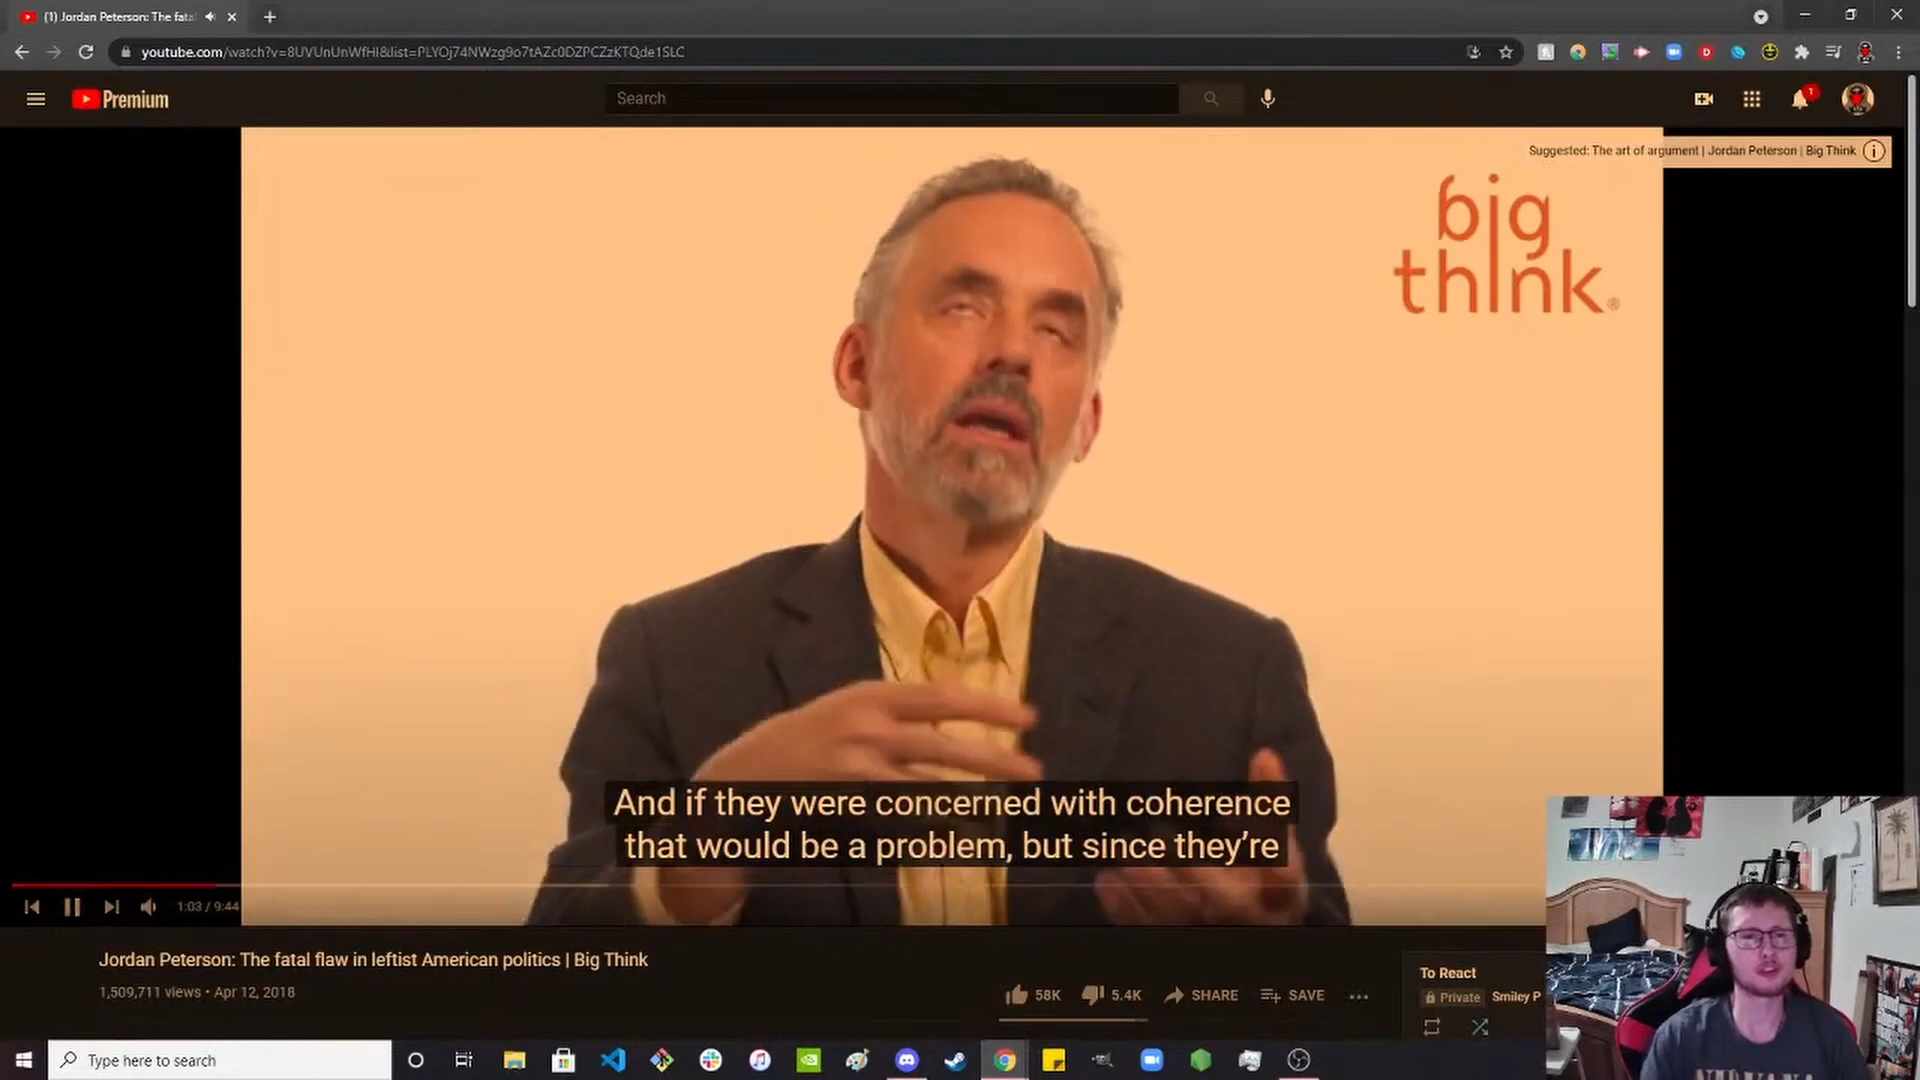 (1) Jordan Peterson: The fata
youtube.com/watch?v=8UVUnUnWfHI&list=PLYOj74NWzg9o7tAZc0DZPCZzKTQde1SLC
Premium
Search
1
Suggested: The art of argument | Jordan Peterson | Big Think
big
think®
And if they were concerned with coherence
that would be a problem, but since they're
1:03 / 9:44
Jordan Peterson: The fatal flaw in leftist American politics | Big Think
1,509,711 views • Apr 12, 2018
58K
5.4K
SHARE
SAVE
To React
Private
Smiley P
Type here to search
NIRVANA